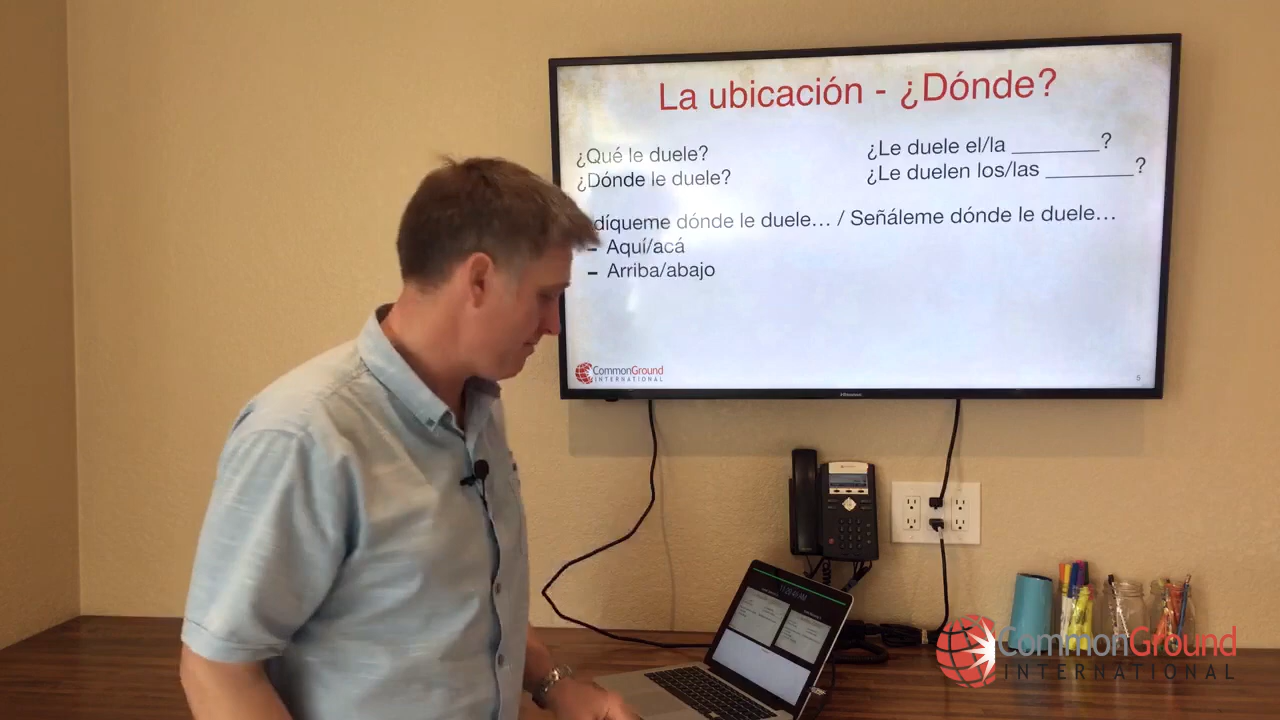 La ubicación - ¿Dónde?
¿Qué le duele?
¿Dónde le duele?
¿Le duele el/la ________?
¿Le duelen los/las ________?
díqueme dónde le duele… / Señáleme dónde le duele…
– Aquí/acá
– Arriba/abajo
CommonGround
INTERNATIONAL
5
CommonGround
INTERNATIONAL